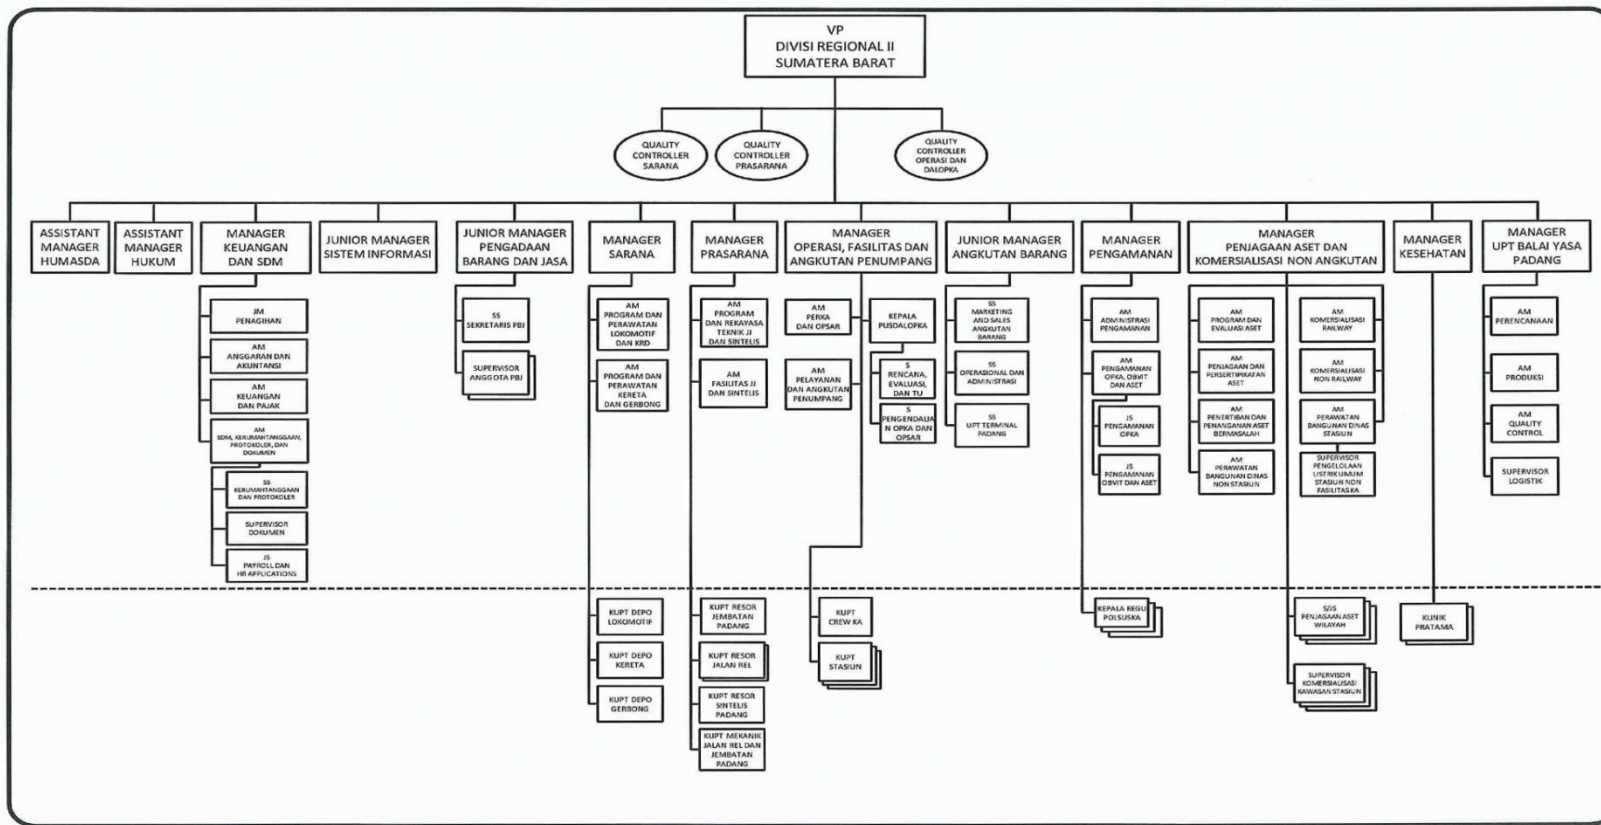 VP
DIVISI REGIONAL II
SUMATERA BARAT
QUALITY
CONTROLLER
SARANA
QUALITY
CONTROLLER
PRASARANA
QUALITY
CONTROLLER
OPERASI DAN
DALOPKA
ASSISTANT
MANAGER
HUMASDA
ASSISTANT
MANAGER
HUKUM
MANAGER
KEUANGAN
DAN SDM
JUNIOR MANAGER
SISTEM INFORMASI
JUNIOR MANAGER
PENGADAAN
BARANG DAN JASA
MANAGER
SARANA
MANAGER
PRASARANA
MANAGER
OPERASI, FASILITAS DAN
ANGKUTAN PENUMPANG
JUNIOR MANAGER
ANGKUTAN BARANG
MANAGER
PENGAMANAN
MANAGER
PENJAGAAN ASET DAN
KOMERSIALISASI NON ANGKUTAN
MANAGER
KESEHATAN
MANAGER
UPT BALAI YASA
PADANG
JM
PENAGIHAN
AM
ANGGARAN DAN
AKUNTANSI
AM
KEUANGAN
DAN PAJAK
AM
SDM, KERUMAHTANGGAAN,
PROTOKOLER, DAN
DOKUMEN
SS
KERUMAHTANGGAAN
DAN PROTOKOLER
SUPERVISOR
DOKUMEN
JS
PAYROLL DAN
HR APPLICATIONS
SS
SEKRETARIS PBJ
SUPERVISOR
ANGGOTA PBJ
AM
PROGRAM DAN
PERAWATAN
LOKOMOTIF
DAN KRD
AM
PROGRAM DAN
PERAWATAN
KERETA
DAN GERBONG
AM
PROGRAM
DAN REKAYASA
TEKNIK JJ
DAN SINTELIS
AM
FASILITAS JJ
DAN SINTELIS
AM
PERKA
DAN OPSAR
AM
PELAYANAN
DAN ANGKUTAN
PENUMPANG
KEPALA
PUSDALOPKA
S
RENCANA,
EVALUASI,
DAN TU
S
PENGENDALIA
N OPKA DAN
OPSAR
SS
MARKETING
AND SALES
ANGKUTAN
BARANG
SS
OPERASIONAL DAN
ADMINISTRASI
SS
UPT TERMINAL
PADANG
AM
ADMINISTRASI
PENGAMANAN
AM
PENGAMANAN
OPKA, OBVIT
DAN ASET
JS
PENGAMANAN
OPKA
JS
PENGAMANAN
OBVIT DAN ASET
AM
PROGRAM DAN
EVALUASI ASET
AM
PENJAGAAN DAN
PERSERTIPIKATAN
ASET
AM
PENERTIBAN DAN
PENANGANAN ASET
BERMASALAH
AM
PERAWATAN
BANGUNAN DINAS
NON STASIUN
AM
KOMERSIALISASI
RAILWAY
AM
KOMERSIALISASI
NON RAILWAY
AM
PERAWATAN
BANGUNAN DINAS
STASIUN
SUPERVISOR
PENGELOLAAN
LISTRIK UMUM
STASIUN NON
FASILITAS KA
AM
PERENCANAAN
AM
PRODUKSI
AM
QUALITY
CONTROL
SUPERVISOR
LOGISTIK
KUPT DEPO
LOKOMOTIF
KUPT DEPO
KERETA
KUPT DEPO
GERBONG
KUPT RESOR
JEMBATAN
PADANG
KUPT RESOR
JALAN REL
KUPT RESOR
SINTELIS
PADANG
KUPT MEKANIK
JALAN REL DAN
JEMBATAN
PADANG
KUPT
CREW KA
KUPT
STASIUN
KEPALA REGU
POLSUSKA
S/JS
PENJAGAAN ASET
WILAYAH
SUPERVISOR
KOMERSIALISASI
KAWASAN STASIUN
KLINIK
PRATAMA